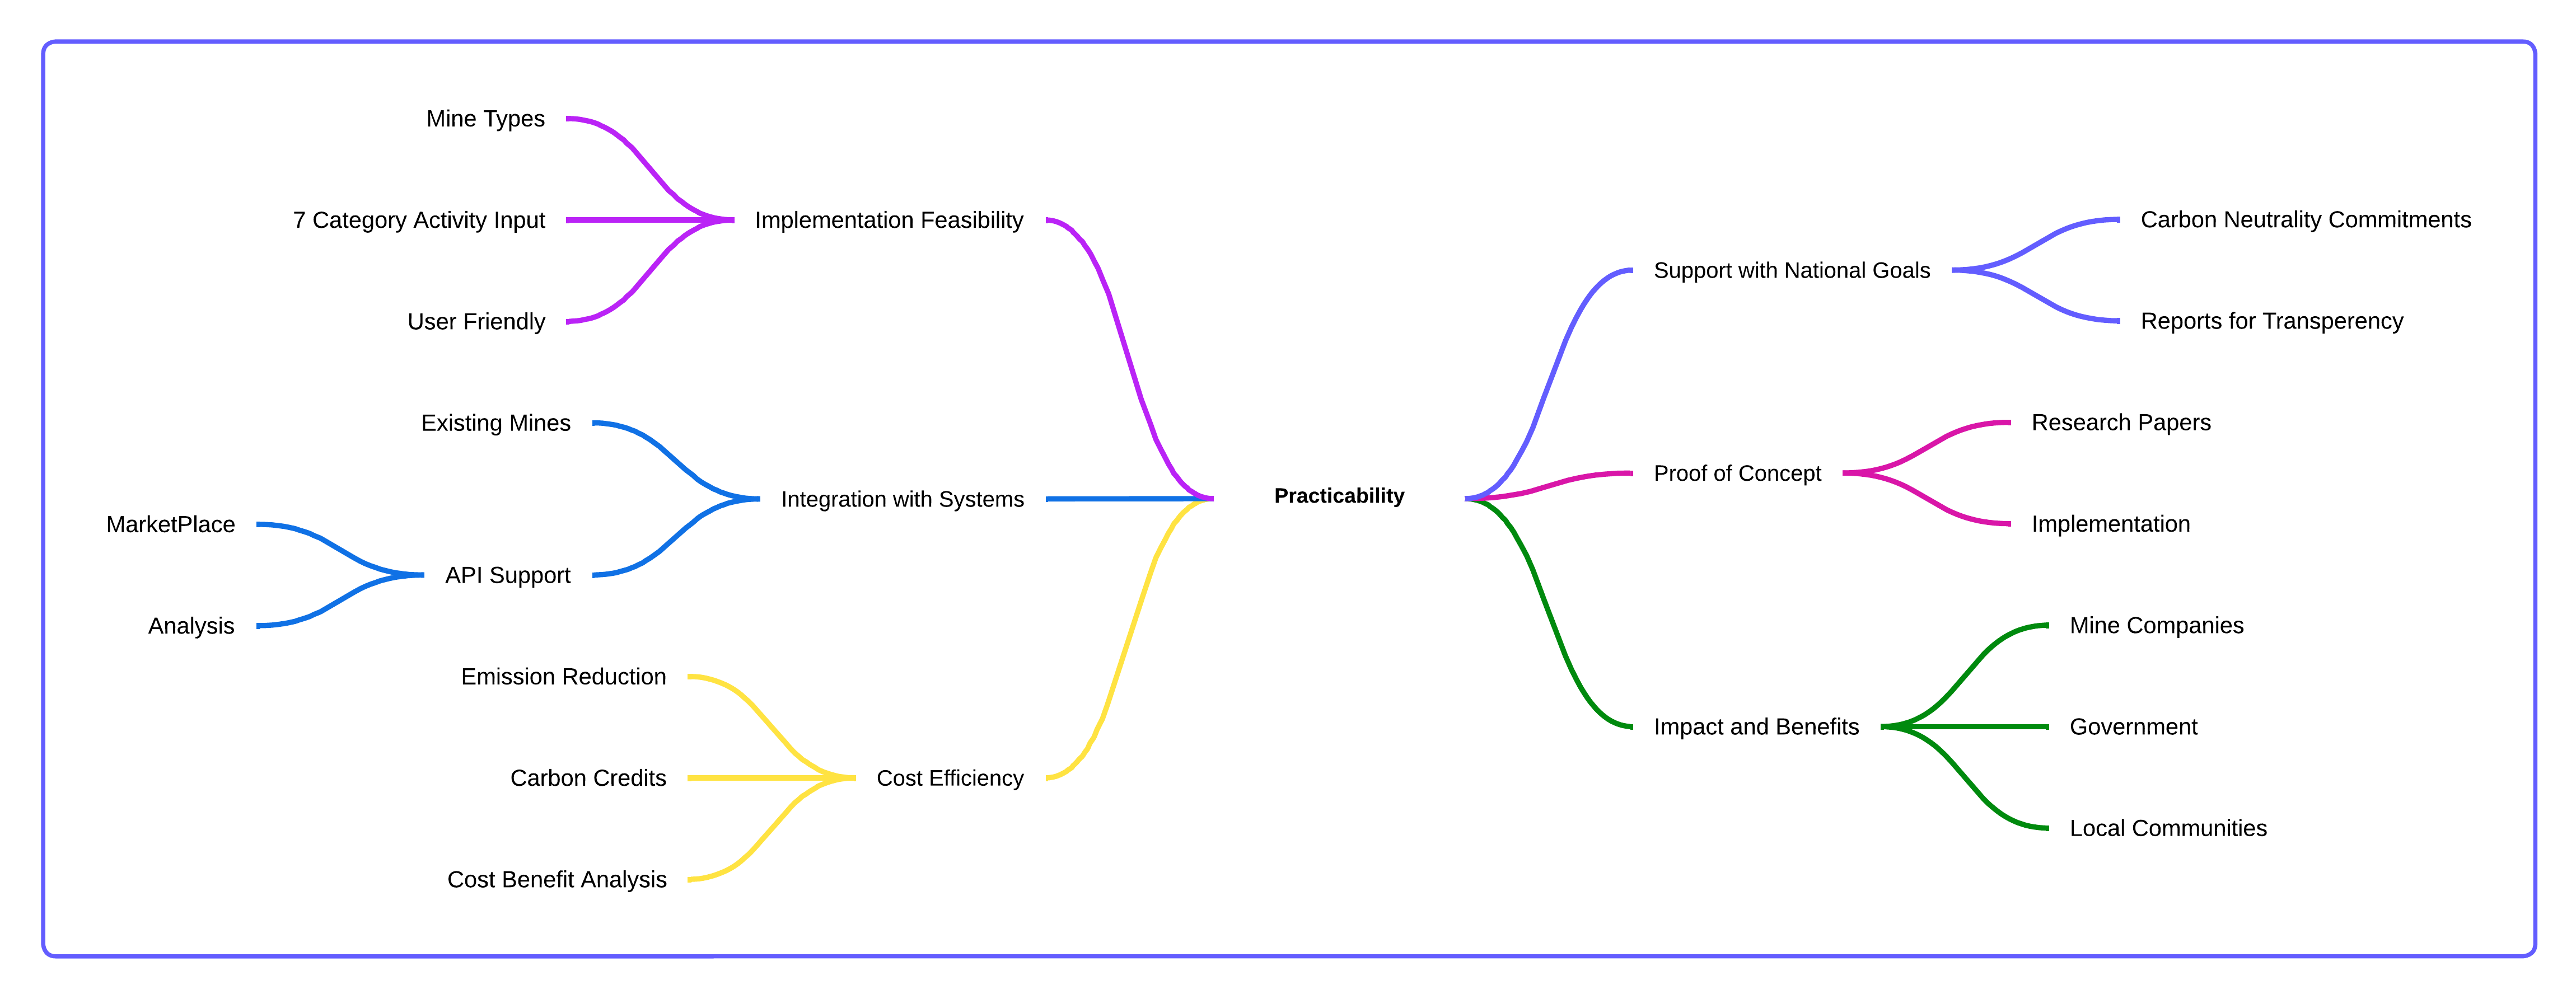 Mine Types
7 Category Activity Input
User Friendly
Implementation Feasibility
Existing Mines
MarketPlace
Analysis
API Support
Integration with Systems
Emission Reduction
Carbon Credits
Cost Benefit Analysis
Cost Efficiency
Practicability
Support with National Goals
Carbon Neutrality Commitments
Reports for Transperency
Proof of Concept
Research Papers
Implementation
Impact and Benefits
Mine Companies
Government
Local Communities